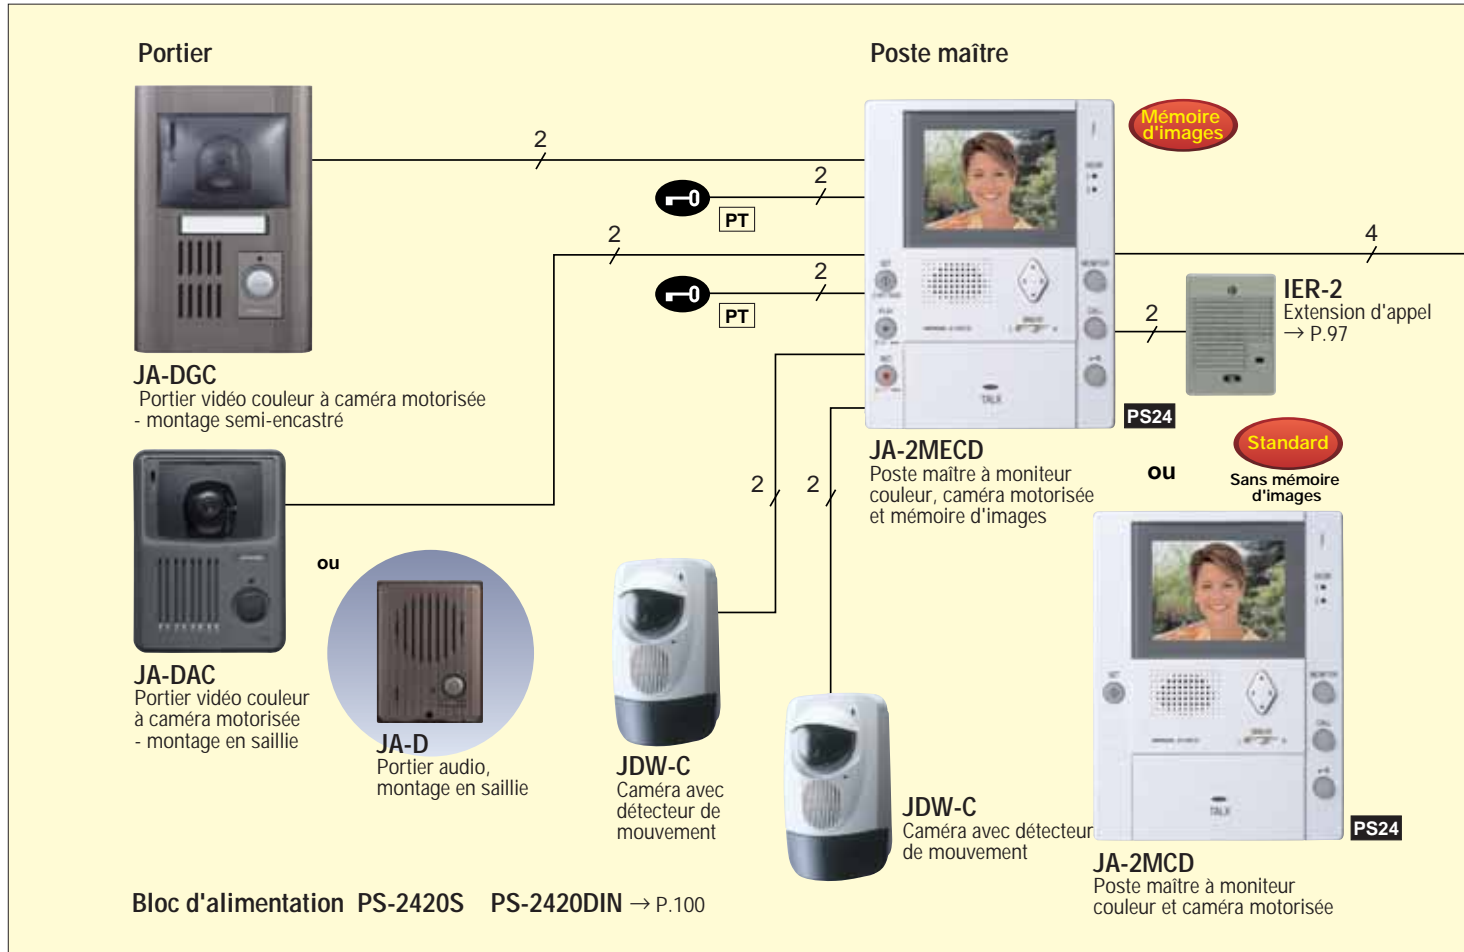 Portier
Poste maître
Mémoire
d'images
2
2
PT
2
2
PT
4
2
IER-2
Extension d'appel
→ P.97
JA-DGC
Portier vidéo couleur à caméra motorisée
- montage semi-encastré
TALK
PS24
JA-2MECD
Poste maître à moniteur
couleur, caméra motorisée
et mémoire d'images
ou
Standard
Sans mémoire
d'images
2
2
ou
JA-DAC
Portier vidéo couleur
à caméra motorisée
- montage en saillie
JA-D
Portier audio,
montage en saillie
JDW-C
Caméra avec
détecteur de
mouvement
JDW-C
Caméra avec détecteur
de mouvement
TALK
PS24
JA-2MCD
Poste maître à moniteur
couleur et caméra motorisée
Bloc d'alimentation PS-2420S PS-2420DIN → P.100